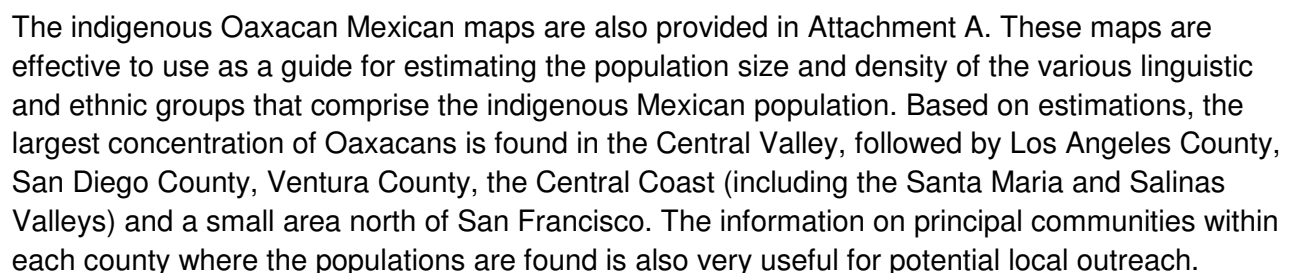 The indigenous Oaxacan Mexican maps are also provided in Attachment A. These maps are
effective to use as a guide for estimating the population size and density of the various linguistic
and ethnic groups that comprise the indigenous Mexican population. Based on estimations, the
largest concentration of Oaxacans is found in the Central Valley, followed by Los Angeles County,
San Diego County, Ventura County, the Central Coast (including the Santa Maria and Salinas
Valleys) and a small area north of San Francisco. The information on principal communities within
each county where the populations are found is also very useful for potential local outreach.